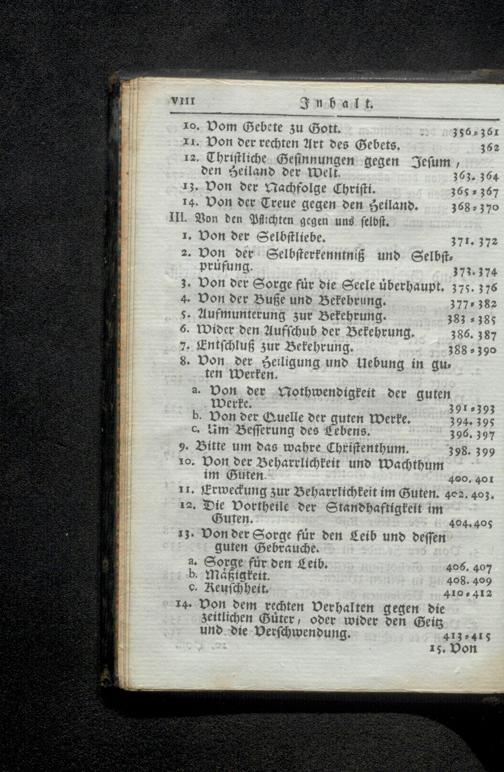 VIII Inhalt.
10. Vom Gebete zu Gott. 356=361
11. Von der rechten Art des Gebets. 362
12. Christliche Gesinnungen gegen Jesum,
den Heiland der Welt. 363. 364
13. Von der Nachfolge Christi. 365=367
14. Von der Treue gegen den Heiland. 368=370
III. Von den Pflichten gegen uns selbst.
1. Von der Selbstliebe. 371. 372
2. Von der Selbsterkenntniß und Selbst=
prüfung. 373. 374
3. Von der Sorge für die Seele überhaupt. 375. 376
4. Von der Buße und Bekehrung. 377=382
5. Aufmunterung zur Bekehrung. 383=385
6. Wider den Aufschub der Bekehrung. 386. 387
7. Entschluß zur Bekehrung. 388=390
8. Von der Heiligung und Uebung in gu=
ten Werken.
a. Von der Nothwendigkeit der guten
Werke. 391=393
b. Von der Quelle der guten Werke. 394. 395
c. Um Besserung des Lebens. 396. 397
9. Bitte um das wahre Christenthum. 398. 399
10. Von der Beharrlichkeit und Wachthum
im Guten. 400. 401
11. Erweckung zur Beharrlichkeit im Guten. 402. 403.
12. Die Vortheile der Standhaftigkeit im
Guten. 404. 405
13. Von der Sorge für den Leib und dessen
guten Gebrauche.
a. Sorge für den Leib. 406. 407
b. Mäßigkeit. 408. 409
c. Keuschheit. 410=412
14. Von dem rechten Verhalten gegen die
zeitlichen Güter, oder wider den Geitz
und die Verschwendung. 413=415
15. Von